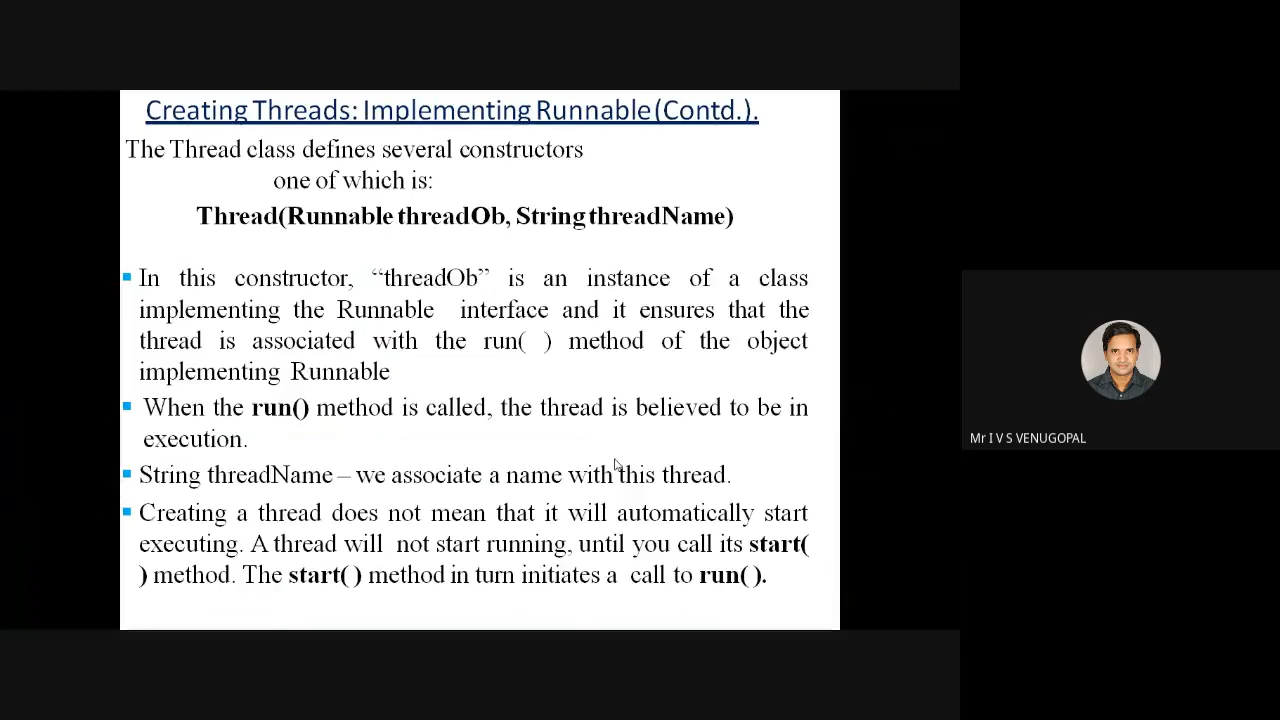 Creating Threads: Implementing Runnable(Contd.).
The Thread class defines several constructors
one of which is:
Thread(Runnable threadOb, String threadName)
In this constructor, “threadOb” is an instance of a class
implementing the Runnable interface and it ensures that the
thread is associated with the run( ) method of the object
implementing Runnable
When the run() method is called, the thread is believed to be in
execution.
String threadName – we associate a name with this thread.
Creating a thread does not mean that it will automatically start
executing. A thread will not start running, until you call its start(
) method. The start( ) method in turn initiates a call to run( ).
Mr I V S VENUGOPAL